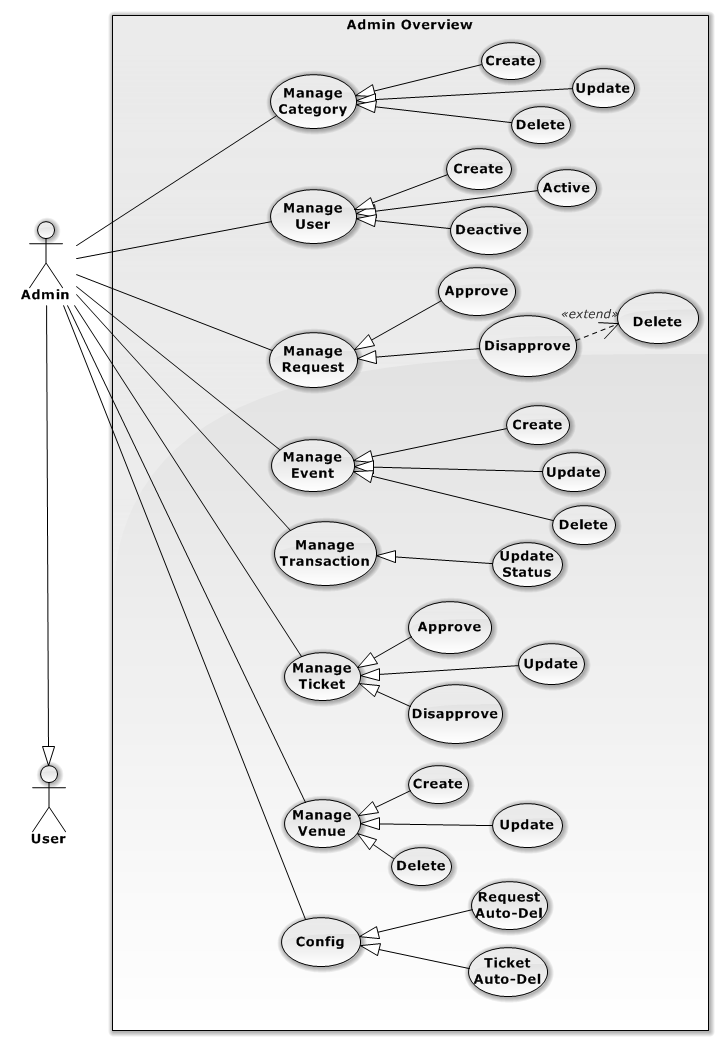 Admin Overview
Create
Manage
Category
Update
Delete
Create
Manage
User
Active
Deactive
Admin
Approve
«extend»
Delete
Manage
Request
Disapprove
Create
Manage
Event
Update
Delete
Manage
Transaction
Update
Status
Approve
Manage
Ticket
Update
Disapprove
Create
Manage
Venue
Update
Delete
User
Request
Auto-Del
Config
Ticket
Auto-Del